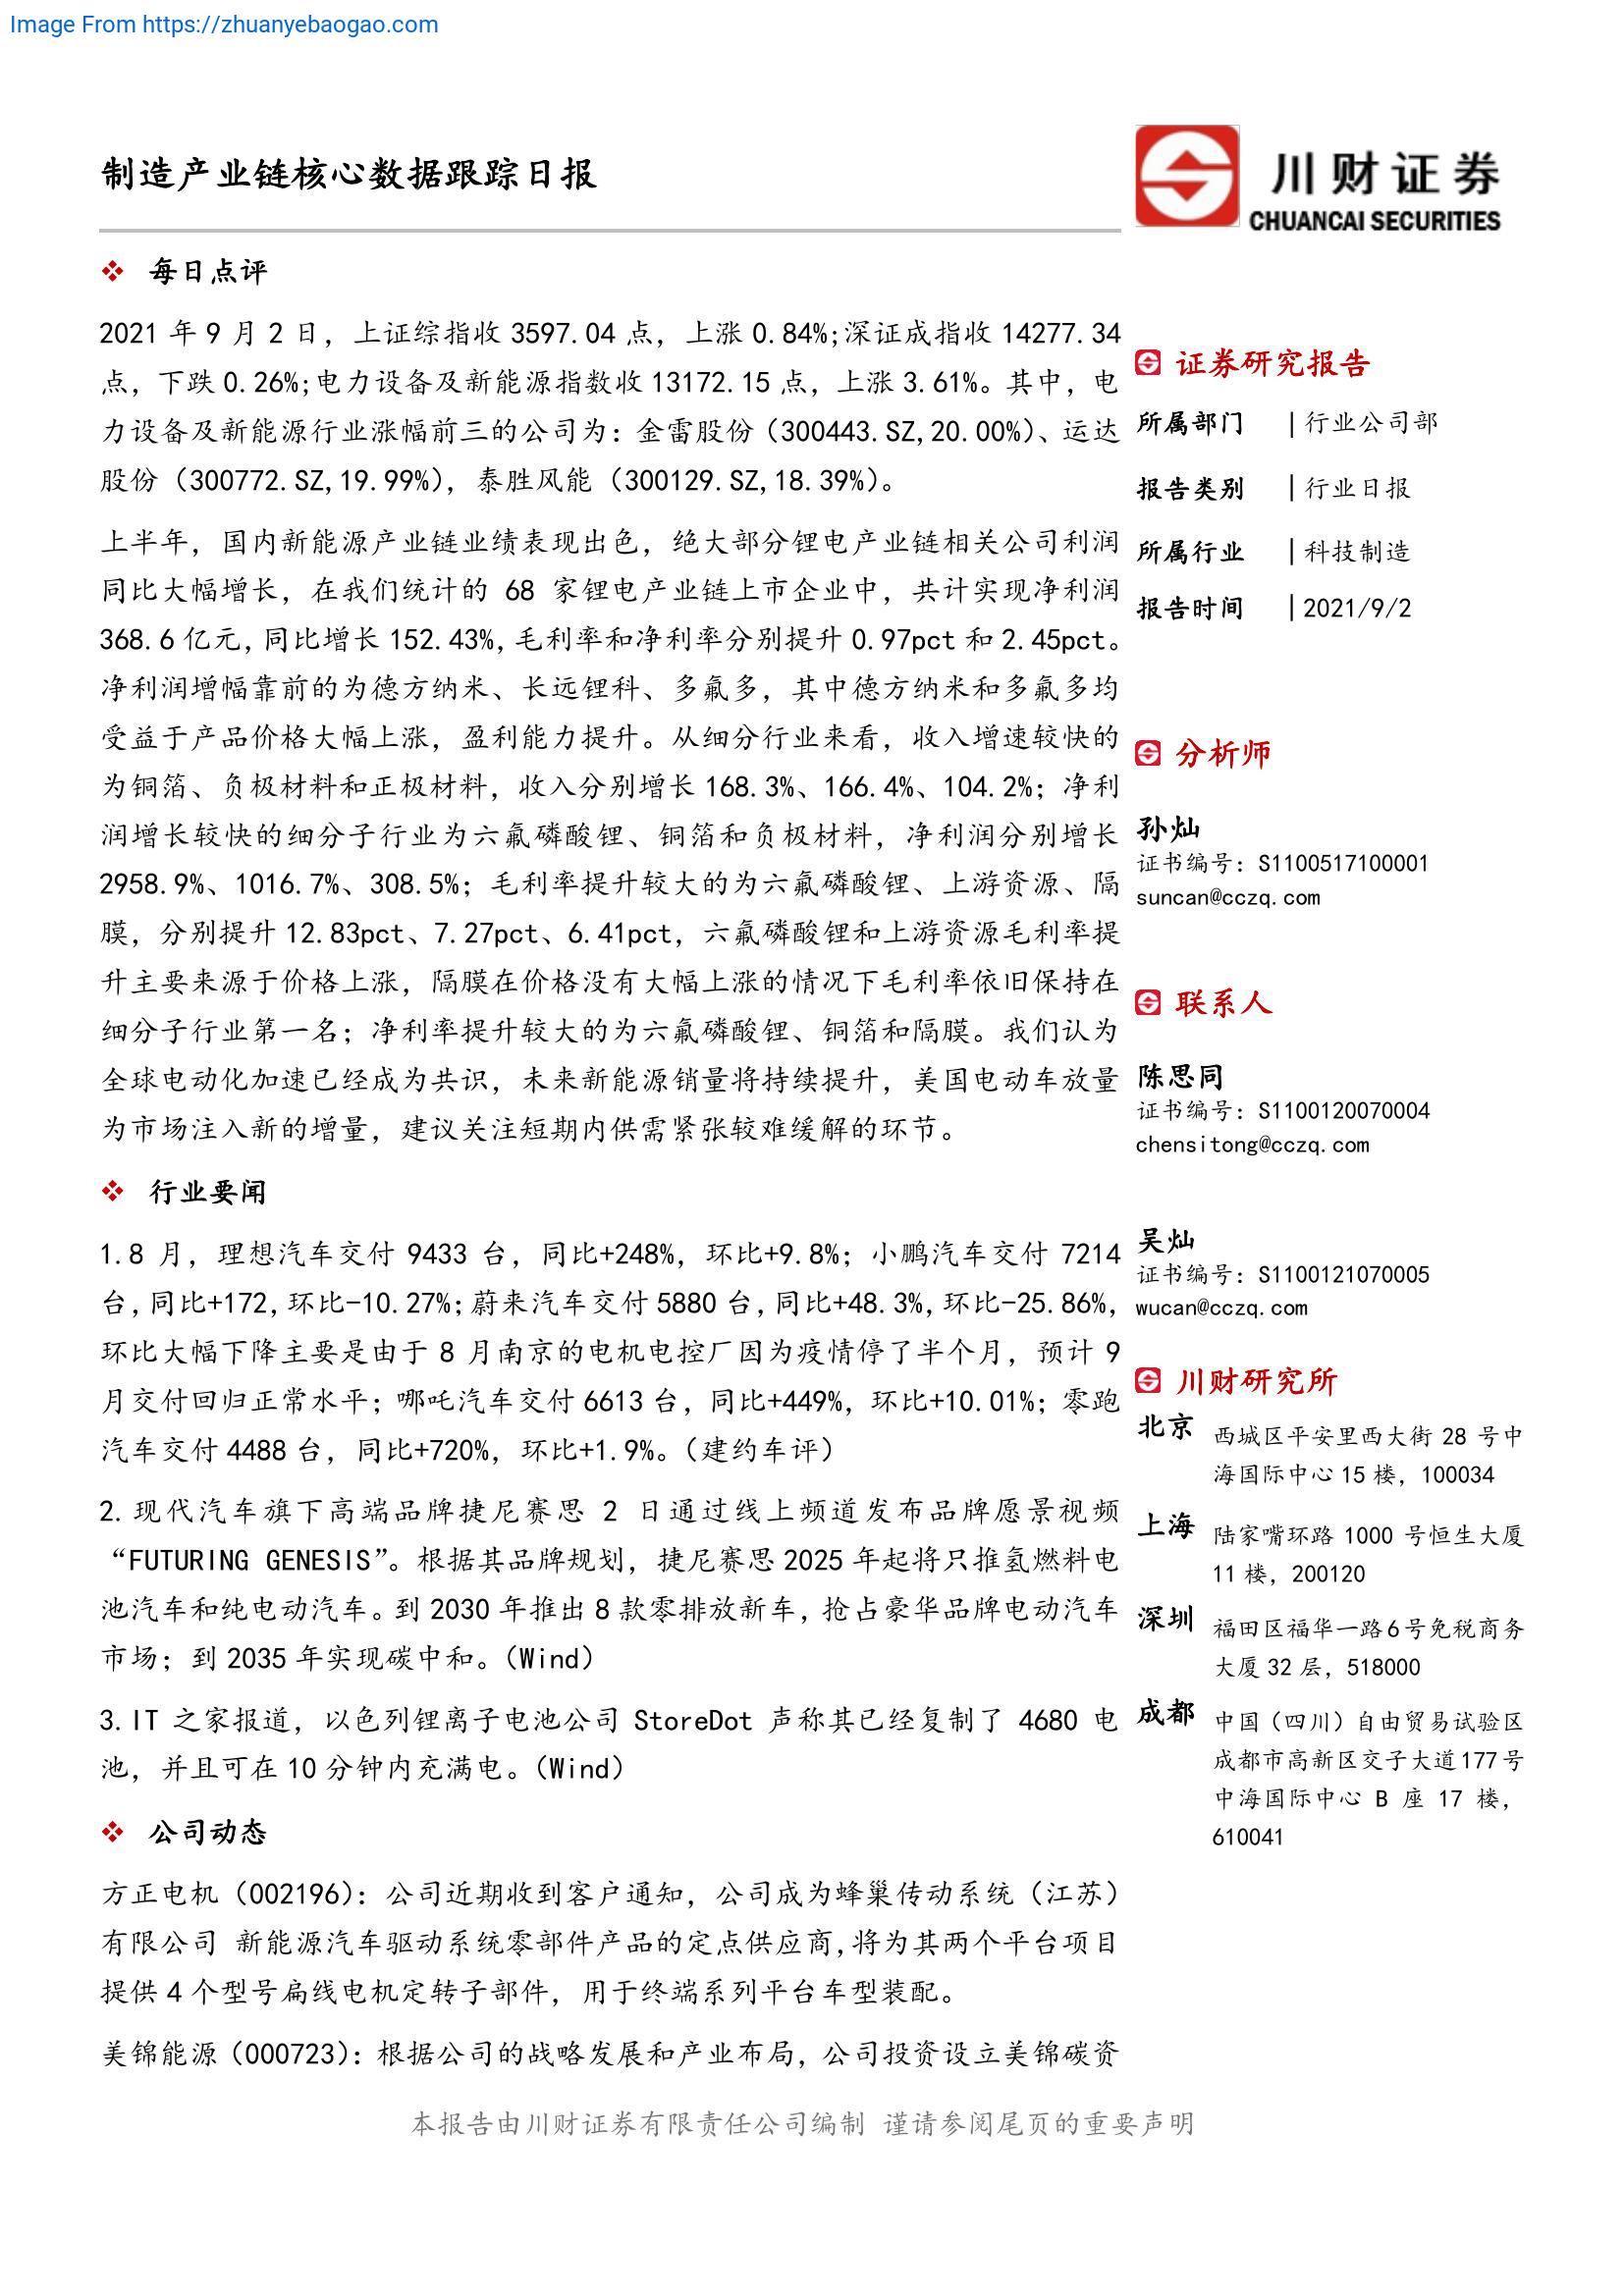 Image From https://zhuanyebaogao.com
制造产业链核心数据跟踪日报
川财证券
CHUANCAI SECURITIES
每日点评
2021 年 9 月 2 日，上证综指收 3597.04 点，上涨 0.84%;深证成指收 14277.34
点，下跌 0.26%;电力设备及新能源指数收 13172.15 点，上涨 3.61%。其中，电
力设备及新能源行业涨幅前三的公司为：金雷股份（300443.SZ,20.00%）、运达
股份（300772.SZ,19.99%），泰胜风能（300129.SZ,18.39%）。
上半年，国内新能源产业链业绩表现出色，绝大部分锂电产业链相关公司利润
同比大幅增长，在我们统计的 68 家锂电产业链上市企业中，共计实现净利润
368.6 亿元，同比增长 152.43%，毛利率和净利率分别提升 0.97pct 和 2.45pct。
净利润增幅靠前的为德方纳米、长远锂科、多氟多，其中德方纳米和多氟多均
受益于产品价格大幅上涨，盈利能力提升。从细分行业来看，收入增速较快的
为铜箔、负极材料和正极材料，收入分别增长 168.3%、166.4%、104.2%；净利
润增长较快的细分子行业为六氟磷酸锂、铜箔和负极材料，净利润分别增长
2958.9%、1016.7%、308.5%；毛利率提升较大的为六氟磷酸锂、上游资源、隔
膜，分别提升 12.83pct、7.27pct、6.41pct，六氟磷酸锂和上游资源毛利率提
升主要来源于价格上涨，隔膜在价格没有大幅上涨的情况下毛利率依旧保持在
细分子行业第一名；净利率提升较大的为六氟磷酸锂、铜箔和隔膜。我们认为
全球电动化加速已经成为共识，未来新能源销量将持续提升，美国电动车放量
为市场注入新的增量，建议关注短期内供需紧张较难缓解的环节。
行业要闻
1.8 月，理想汽车交付 9433 台，同比+248%，环比+9.8%；小鹏汽车交付 7214
台，同比+172，环比-10.27%；蔚来汽车交付 5880 台，同比+48.3%，环比-25.86%，
环比大幅下降主要是由于 8 月南京的电机电控厂因为疫情停了半个月，预计 9
月交付回归正常水平；哪吒汽车交付 6613 台，同比+449%，环比+10.01%；零跑
汽车交付 4488 台，同比+720%，环比+1.9%。（建约车评）
2.现代汽车旗下高端品牌捷尼赛思 2 日通过线上频道发布品牌愿景视频
“FUTURING GENESIS”。根据其品牌规划，捷尼赛思 2025 年起将只推氢燃料电
池汽车和纯电动汽车。到 2030 年推出 8 款零排放新车，抢占豪华品牌电动汽车
市场；到 2035 年实现碳中和。（Wind）
3.IT 之家报道，以色列锂离子电池公司 StoreDot 声称其已经复制了 4680 电
池，并且可在 10 分钟内充满电。（Wind）
公司动态
方正电机（002196）：公司近期收到客户通知，公司成为蜂巢传动系统（江苏）
有限公司 新能源汽车驱动系统零部件产品的定点供应商,将为其两个平台项目
提供 4 个型号扁线电机定转子部件，用于终端系列平台车型装配。
美锦能源（000723）：根据公司的战略发展和产业布局，公司投资设立美锦碳资
证券研究报告
所属部门 | 行业公司部
报告类别 | 行业日报
所属行业 | 科技制造
报告时间 | 2021/9/2
分析师
孙灿
证书编号：S1100517100001
suncan@cczq.com
联系人
陈思同
证书编号：S1100120070004
chensitong@cczq.com
吴灿
证书编号：S1100121070005
wucan@cczq.com
川财研究所
北京 西城区平安里西大街 28 号中
海国际中心 15 楼，100034
上海 陆家嘴环路 1000 号恒生大厦
11 楼，200120
深圳 福田区福华一路 6 号免税商务
大厦 32 层，518000
成都 中国（四川）自由贸易试验区
成都市高新区交子大道 177 号
中海国际中心 B 座 17 楼，
610041
本报告由川财证券有限责任公司编制 谨请参阅尾页的重要声明